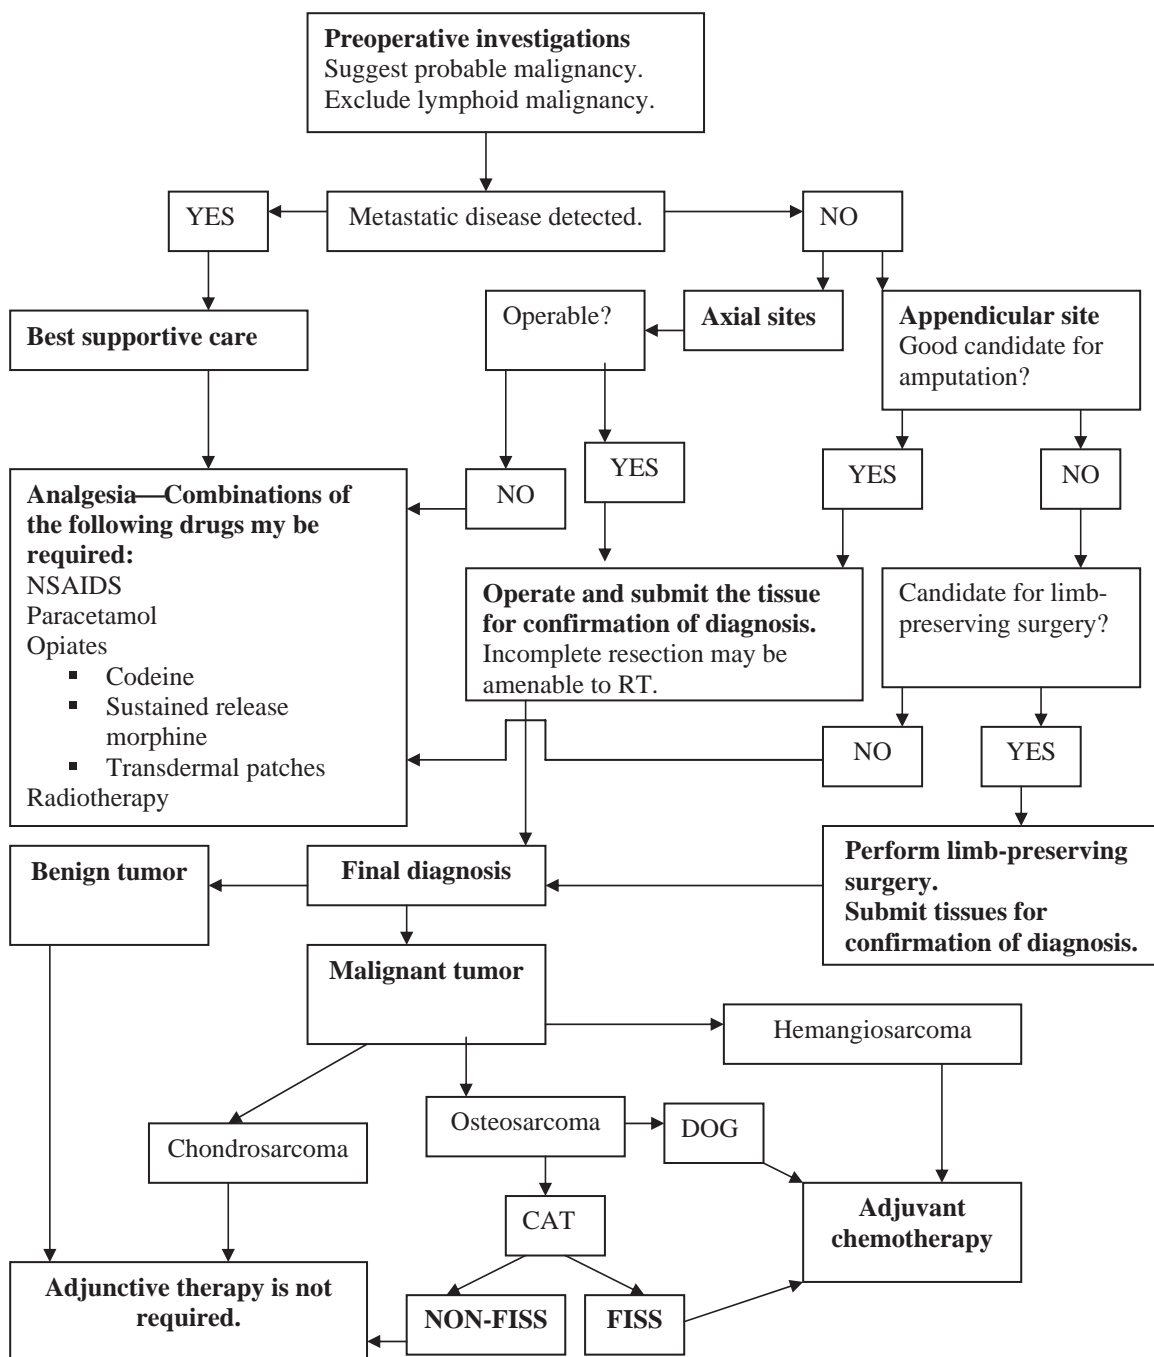 Preoperative investigations
Suggest probable malignancy.
Exclude lymphoid malignancy.
YES
Metastatic disease detected.
NO
Best supportive care
Operable?
Axial sites
Appendicular site
Good candidate for
amputation?
NO
YES
YES
NO
Analgesia—Combinations of
the following drugs my be
required:
NSAIDS
Paracetamol
Opiates
▪ Codeine
▪ Sustained release
morphine
▪ Transdermal patches
Radiotherapy
Operate and submit the tissue
for confirmation of diagnosis.
Incomplete resection may be
amenable to RT.
Candidate for limb-
preserving surgery?
NO
YES
Benign tumor
Final diagnosis
Perform limb-preserving
surgery.
Submit tissues for
confirmation of diagnosis.
Malignant tumor
Hemangiosarcoma
Chondrosarcoma
Osteosarcoma
DOG
CAT
Adjuvant
chemotherapy
Adjunctive therapy is not
required.
NON-FISS
FISS